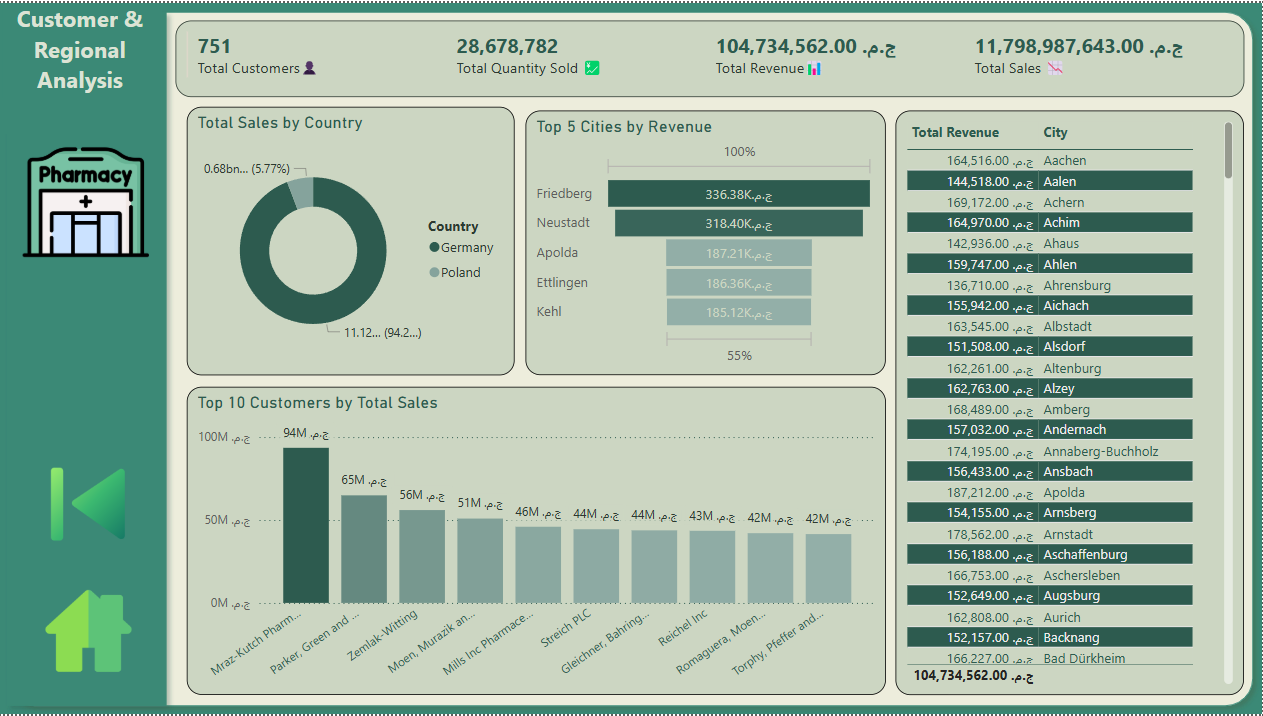 Customer &
Regional
Analysis
Pharmacy
751
Total Customers
28,678,782
Total Quantity Sold
104,734,562.00 ج.م.
Total Revenue
11,798,987,643.00 ج.م.
Total Sales
Total Sales by Country
0.68bn... (5.77%)
11.12... (94.2...)
Country
Germany
Poland
Top 5 Cities by Revenue
100%
Friedberg 336.38K ج.م.
Neustadt 318.40K ج.م.
Apolda 187.21K ج.م.
Ettlingen 186.36K ج.م.
Kehl 185.12K ج.م.
55%
Top 10 Customers by Total Sales
100M ج.م.
50M ج.م.
0M ج.م.
94M ج.م.
65M ج.م.
56M ج.م.
51M ج.م.
46M ج.م.
44M ج.م.
44M ج.م.
43M ج.م.
42M ج.م.
42M ج.م.
Mraz-Kutch Pharm...
Parker, Green and ...
Zemlak-Witting
Moen, Murazik an...
Mills Inc Pharmace...
Streich PLC
Gleichner, Bahring...
Reichel Inc
Romaguera, Moen...
Torphy, Pfeffer and...
Total Revenue City
164,516.00 ج.م. Aachen
144,518.00 ج.م. Aalen
169,172.00 ج.م. Achern
164,970.00 ج.م. Achim
142,936.00 ج.م. Ahaus
159,747.00 ج.م. Ahlen
136,710.00 ج.م. Ahrensburg
155,942.00 ج.م. Aichach
163,545.00 ج.م. Albstadt
151,508.00 ج.م. Alsdorf
162,261.00 ج.م. Altenburg
162,763.00 ج.م. Alzey
168,489.00 ج.م. Amberg
157,032.00 ج.م. Andernach
174,195.00 ج.م. Annaberg-Buchholz
156,433.00 ج.م. Ansbach
187,212.00 ج.م. Apolda
154,155.00 ج.م. Arnsberg
178,562.00 ج.م. Arnstadt
156,188.00 ج.م. Aschaffenburg
166,753.00 ج.م. Aschersleben
152,649.00 ج.م. Augsburg
162,808.00 ج.م. Aurich
152,157.00 ج.م. Backnang
166,227.00 ج.م. Bad Dürkheim
104,734,562.00 ج.م.